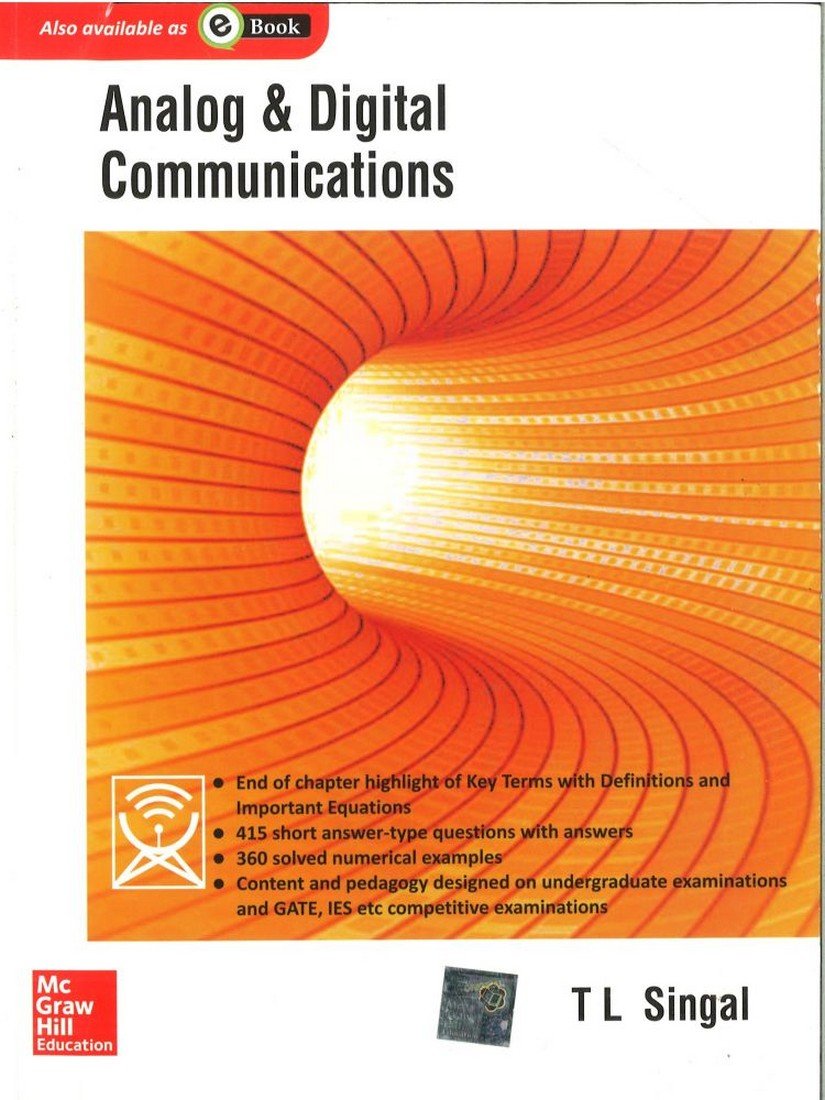 Also available as e Book
Analog & Digital
Communications
• End of chapter highlight of Key Terms with Definitions and
Important Equations
• 415 short answer-type questions with answers
• 360 solved numerical examples
• Content and pedagogy designed on undergraduate examinations
and GATE, IES etc competitive examinations
Mc
Graw
Hill
Education
T L Singal